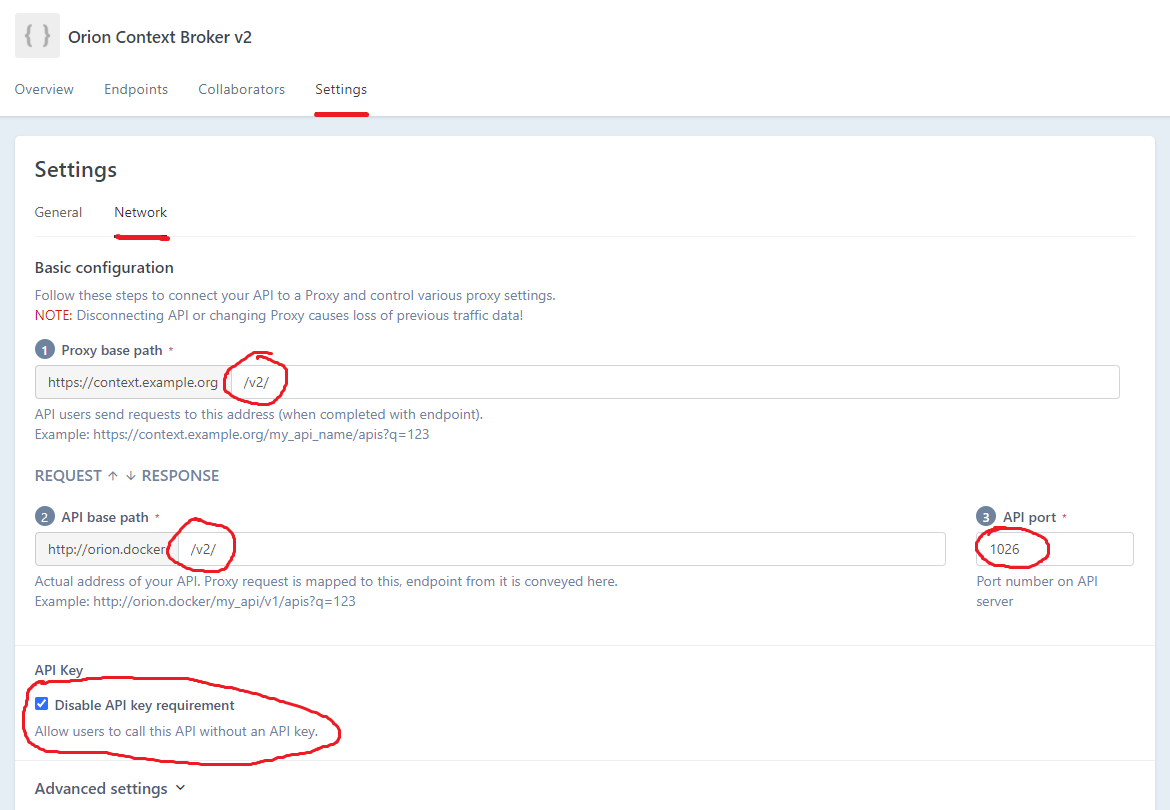 { } Orion Context Broker v2
Overview Endpoints Collaborators Settings
Settings
General Network
Basic configuration
Follow these steps to connect your API to a Proxy and control various proxy settings.
NOTE: Disconnecting API or changing Proxy causes loss of previous traffic data!
1 Proxy base path *
https://context.example.org /v2/
API users send requests to this address (when completed with endpoint).
Example: https://context.example.org/my_api_name/apis?q=123
REQUEST ↑ ↓ RESPONSE
2 API base path *
http://orion.docker /v2/
Actual address of your API. Proxy request is mapped to this, endpoint from it is conveyed here.
Example: http://orion.docker/my_api/v1/apis?q=123
3 API port *
1026
Port number on API
server
API Key
Disable API key requirement
Allow users to call this API without an API key.
Advanced settings